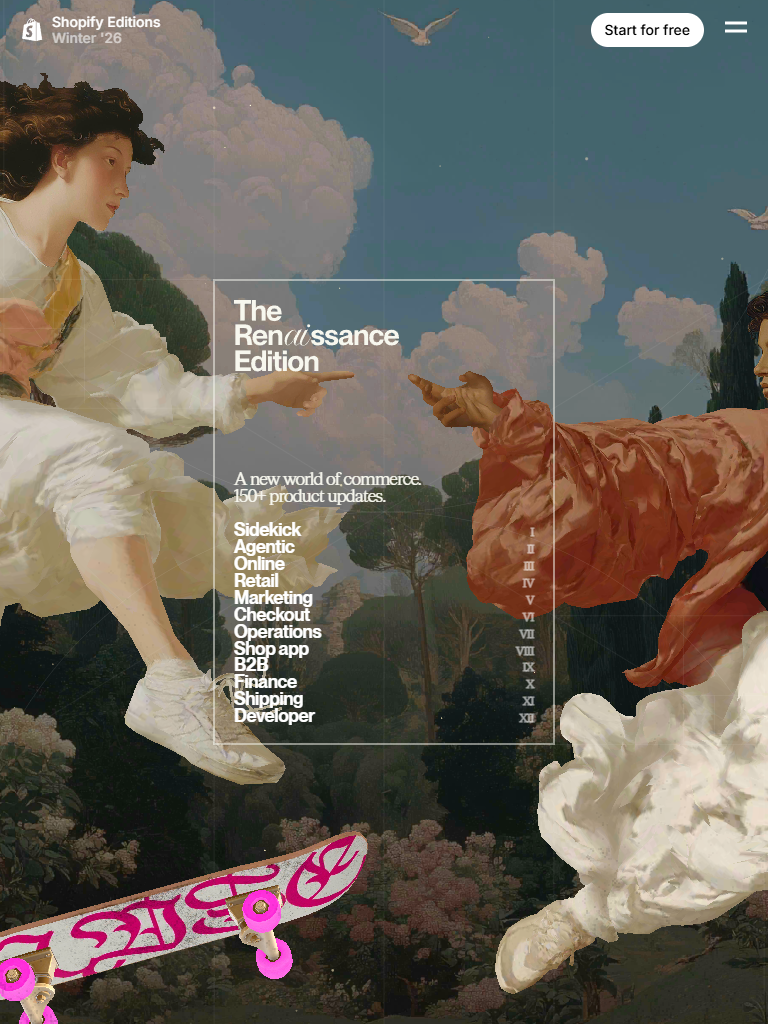 Shopify Editions
Winter '26
Start for free
The
Renaissance
Edition
A new world of commerce.
150+ product updates.
Sidekick I
Agentic II
Online III
Retail IV
Marketing V
Checkout VI
Operations VII
Shop app VIII
B2B IX
Finance X
Shipping XI
Developer XII